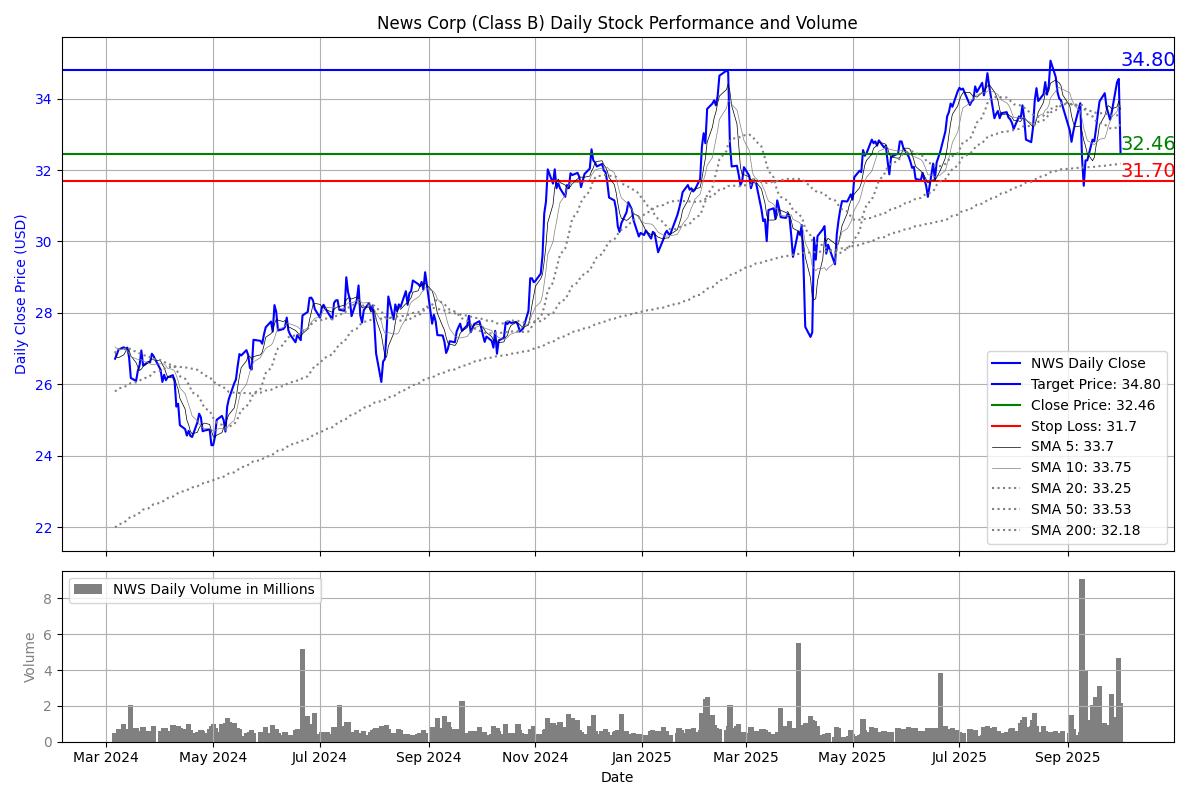 News Corp (Class B) Daily Stock Performance and Volume
Daily Close Price (USD)
34
32
30
28
26
24
22
34.80
32.46
31.70
NWS Daily Close
Target Price: 34.80
Close Price: 32.46
Stop Loss: 31.7
SMA 5: 33.7
SMA 10: 33.75
SMA 20: 33.25
SMA 50: 33.53
SMA 200: 32.18
NWS Daily Volume in Millions
Volume
8
6
4
2
0
Mar 2024
May 2024
Jul 2024
Sep 2024
Nov 2024
Jan 2025
Mar 2025
May 2025
Jul 2025
Sep 2025
Date